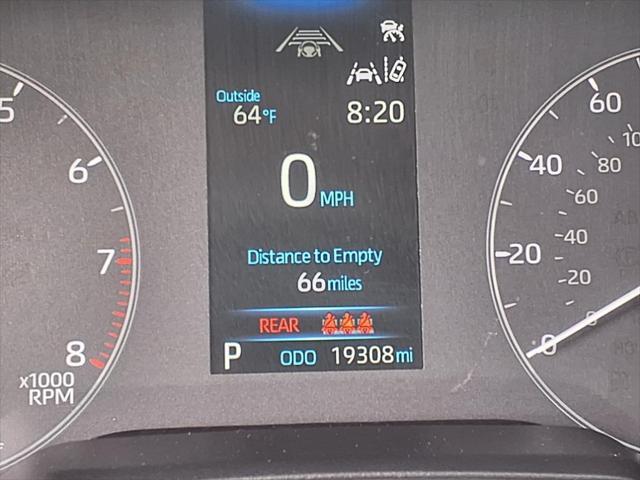 Outside
64°F 8:20
0 MPH
Distance to Empty
66 miles
REAR
P ODO 19308 mi
5
6
7
8
x1000
RPM
60
40
20
0
80
60
40
20
0